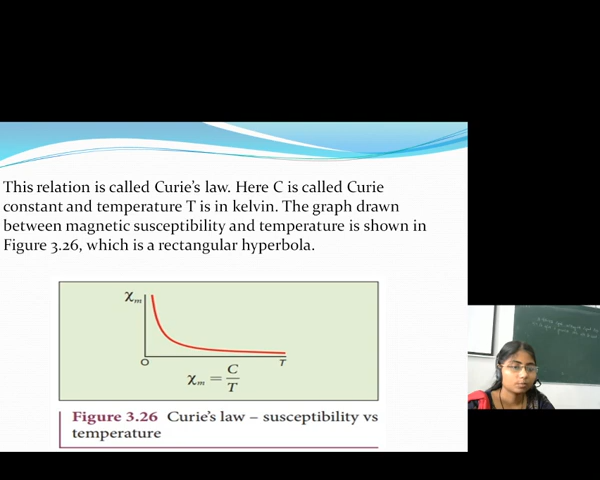 This relation is called Curie's law. Here C is called Curie
constant and temperature T is in kelvin. The graph drawn
between magnetic susceptibility and temperature is shown in
Figure 3.26, which is a rectangular hyperbola.
χm
O T
χm = C/T
Figure 3.26 Curie's law – susceptibility vs
temperature